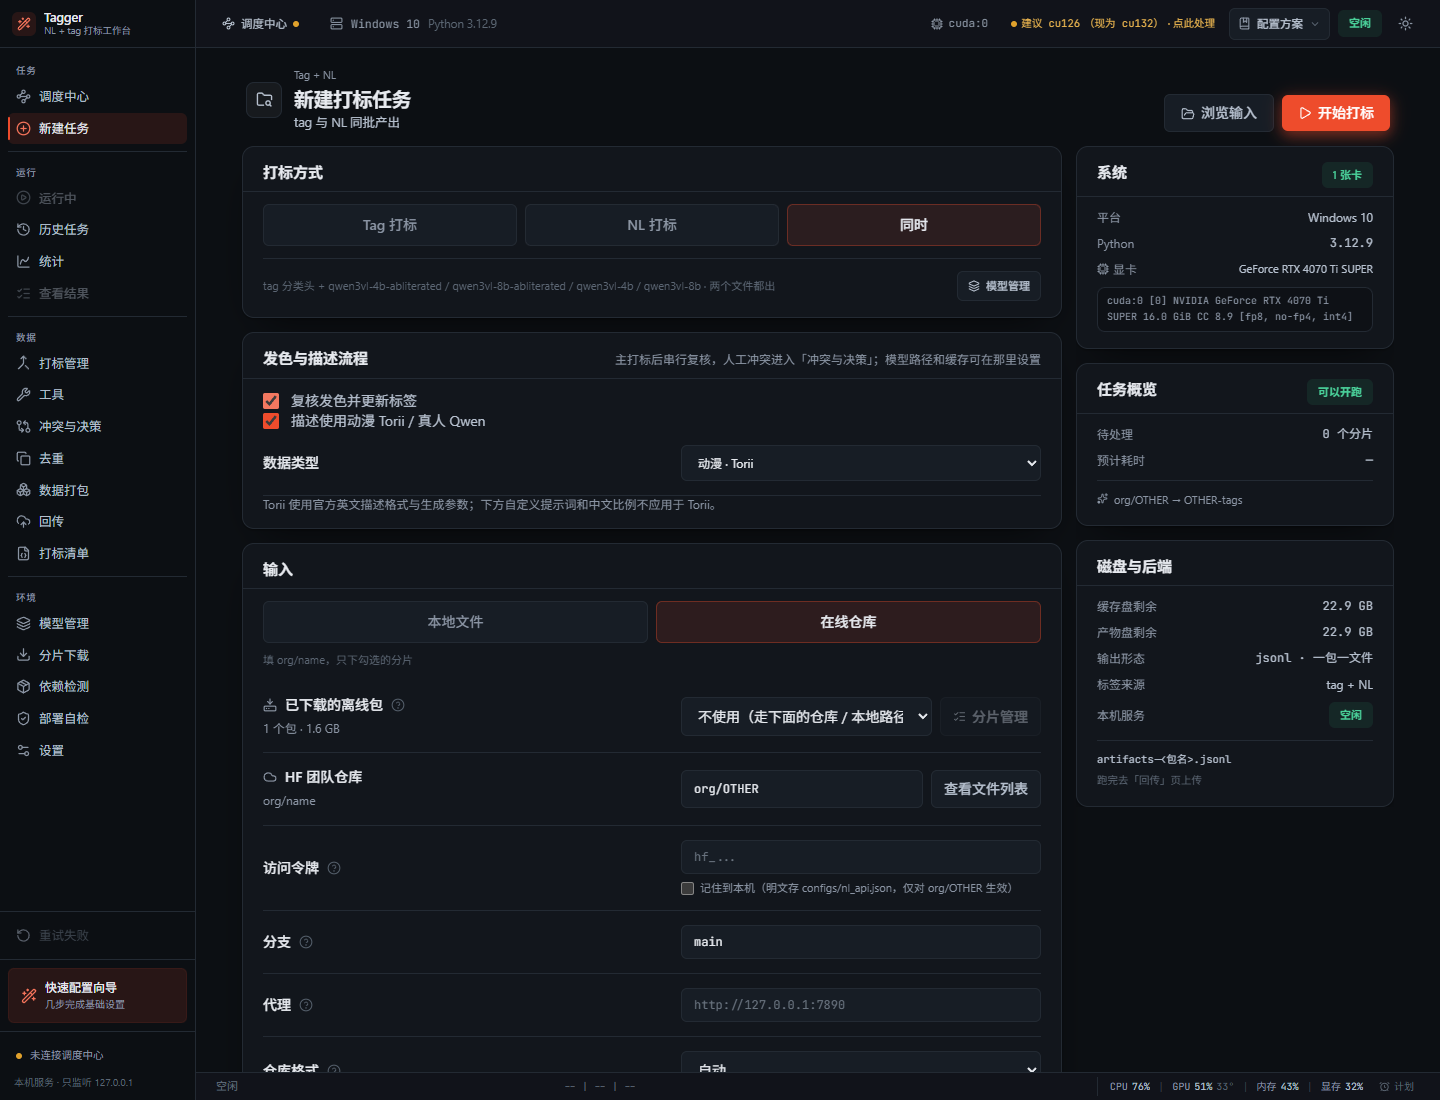 Tagger
NL + tag 打标工作台
调度中心
Windows 10 Python 3.12.9
cuda:0
建议 cu126 （现为 cu132） · 点此处理
配置方案
空闲
任务
调度中心
新建任务
运行
运行中
历史任务
统计
查看结果
数据
打标管理
工具
冲突与决策
去重
数据打包
回传
打标清单
环境
模型管理
分片下载
依赖检测
部署自检
设置
重试失败
快速配置向导
几步完成基础设置
未连接调度中心
本机服务 · 只监听 127.0.0.1
Tag + NL
新建打标任务
tag 与 NL 同批产出
浏览输入
开始打标
打标方式
Tag 打标
NL 打标
同时
tag 分类头 + qwen3vl-4b-abliterated / qwen3vl-8b-abliterated / qwen3vl-4b / qwen3vl-8b · 两个文件都出
模型管理
发色与描述流程
主打标后串行复核，人工冲突进入「冲突与决策」；模型路径和缓存可在那里设置
复核发色并更新标签
描述使用动漫 Torii / 真人 Qwen
数据类型
动漫 · Torii
Torii 使用官方英文描述格式与生成参数；下方自定义提示词和中文比例不应用于 Torii。
输入
本地文件
在线仓库
填 org/name，只下勾选的分片
已下载的离线包
1 个包 · 1.6 GB
不使用（走下面的仓库 / 本地路径
分片管理
HF 团队仓库
org/name
org/OTHER
查看文件列表
访问令牌
hf_...
记住到本机（明文存 configs/nl_api.json，仅对 org/OTHER 生效）
分支
main
代理
http://127.0.0.1:7890
仓库格式
自动
系统
1 张卡
平台
Windows 10
Python
3.12.9
显卡
GeForce RTX 4070 Ti SUPER
cuda:0 [0] NVIDIA GeForce RTX 4070 Ti
SUPER 16.0 GiB CC 8.9 [fp8, no-fp4, int4]
任务概览
可以开跑
待处理
0 个分片
预计耗时
—
org/OTHER → OTHER-tags
磁盘与后端
缓存盘剩余
22.9 GB
产物盘剩余
22.9 GB
输出形态
jsonl · 一包一文件
标签来源
tag + NL
本机服务
空闲
artifacts—<包名>.jsonl
跑完去「回传」页上传
空闲
-- | -- | --
CPU 76% | GPU 51% 33° | 内存 43% | 显存 32%
计划